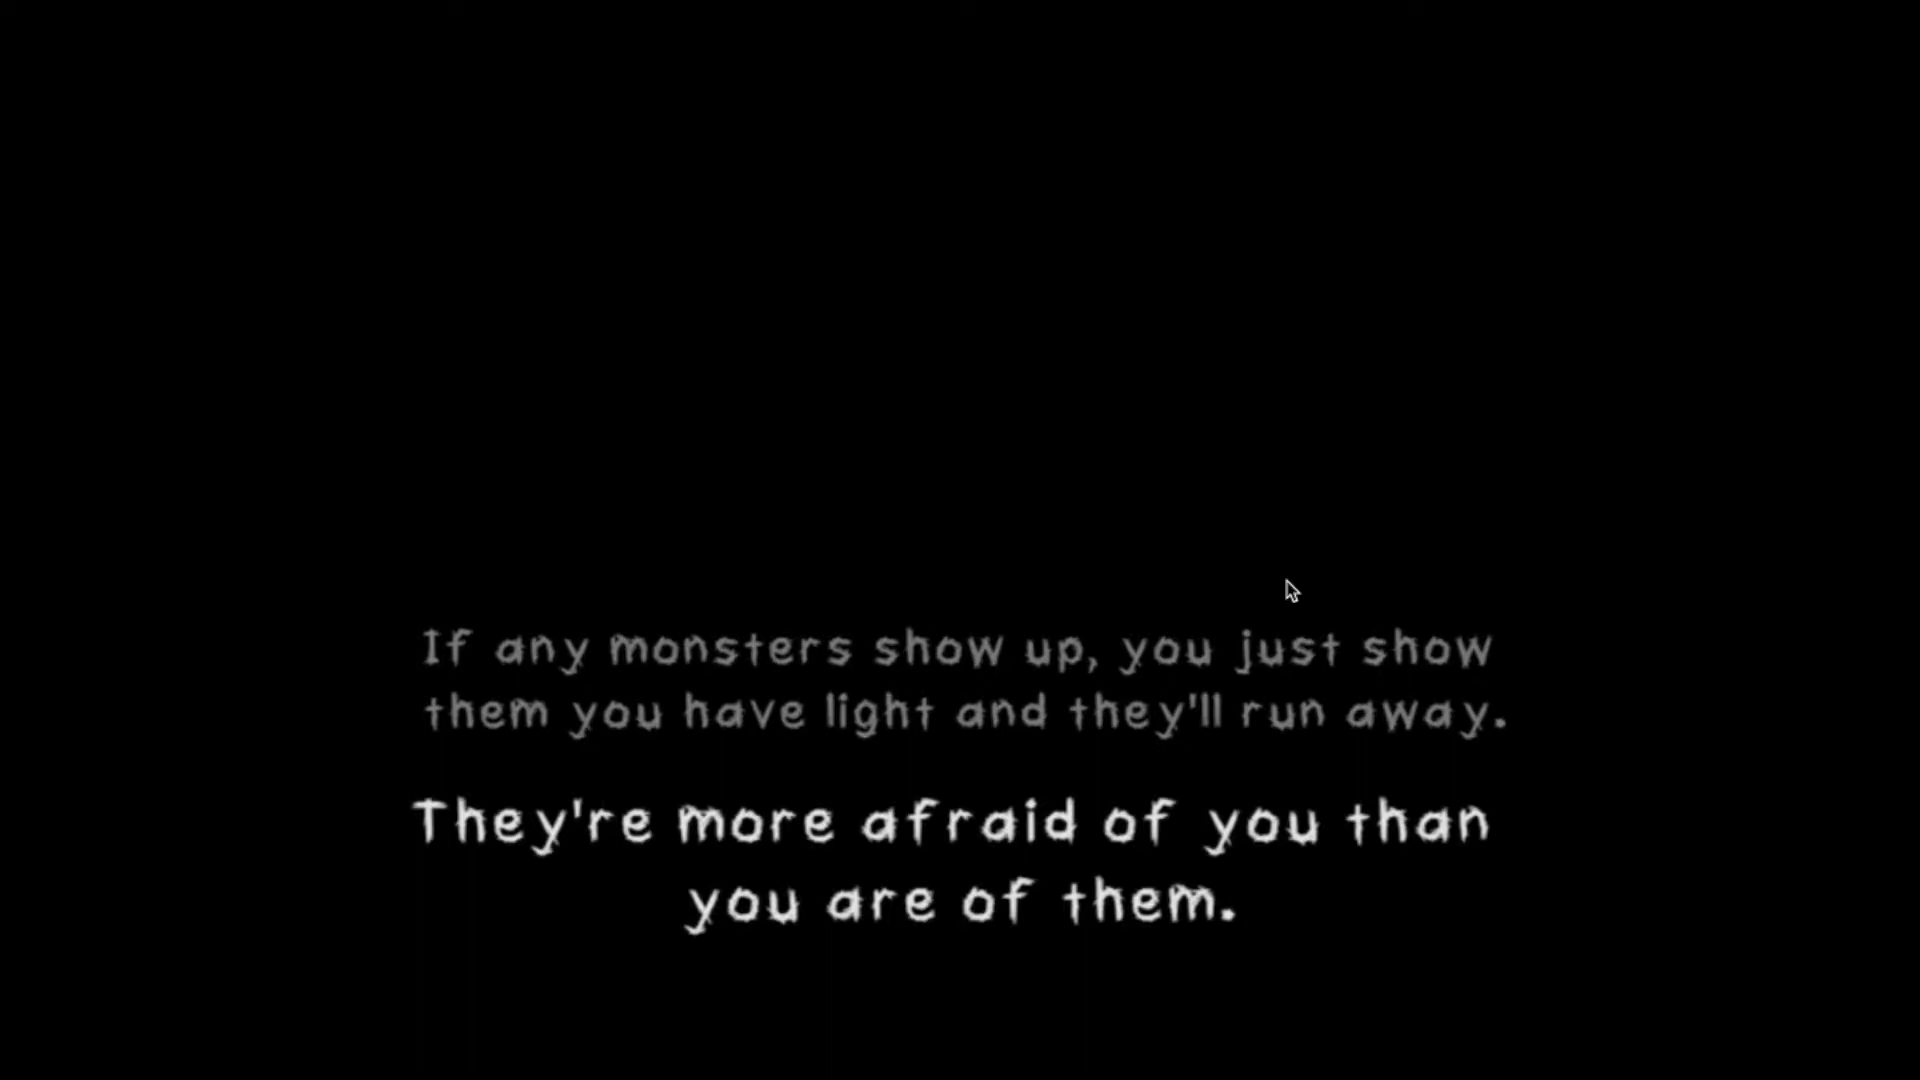 If any monsters show up, you just show
them you have light and they'll run away.
They're more afraid of you than
you are of them.